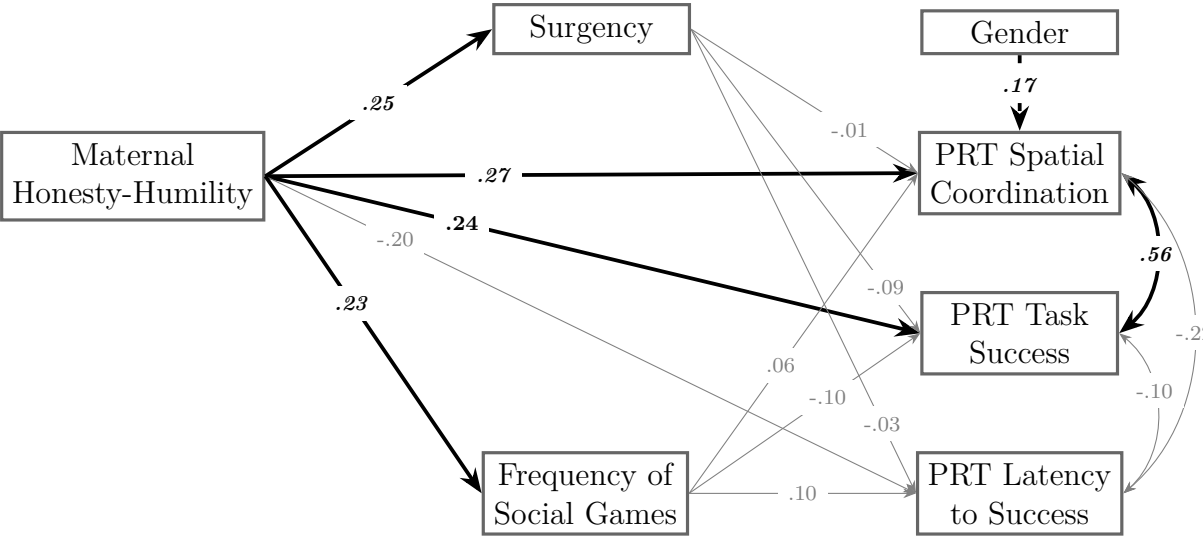 Surgency
Gender
.17
.25
-.01
Maternal
Honesty-Humility
.27
PRT Spatial
Coordination
.24
-.20
.56
-.09
.23
PRT Task
Success
.06
-.10
-.10
-.03
Frequency of
Social Games
.10
PRT Latency
to Success